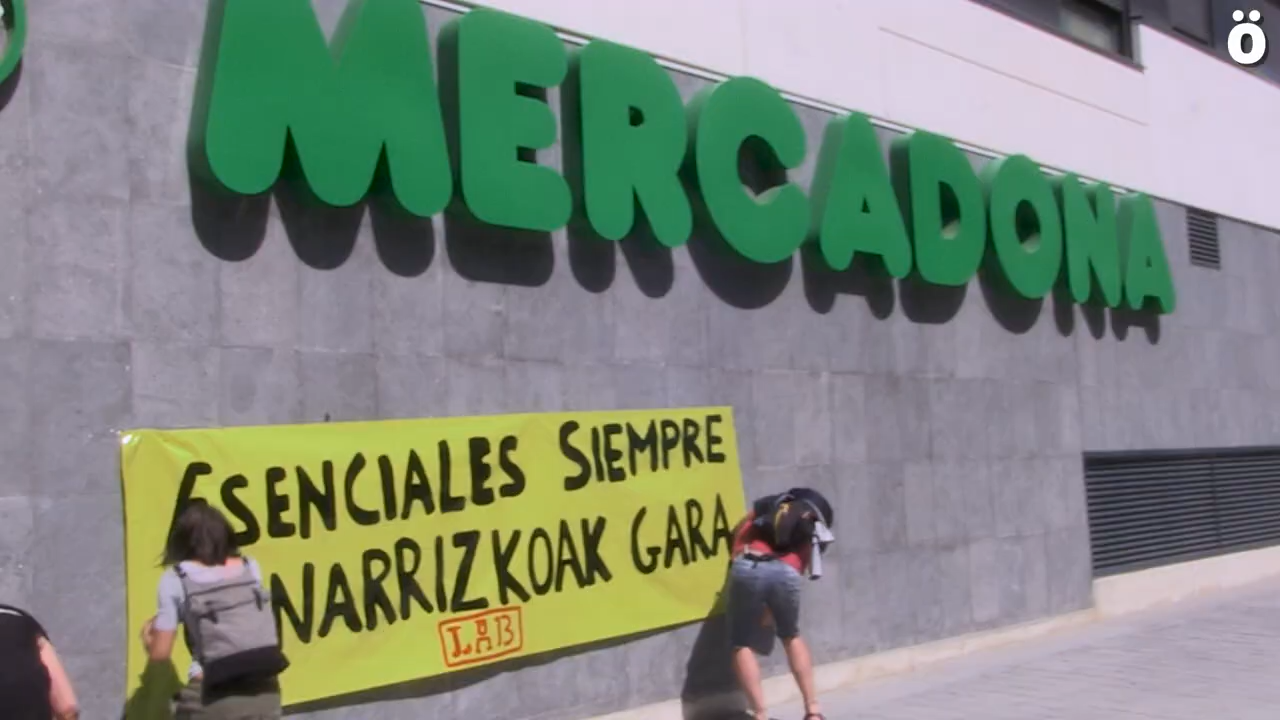 ö
MERCADONA
ESENCIALES SIEMPRE
NARRIZKOAK GARA
LAB